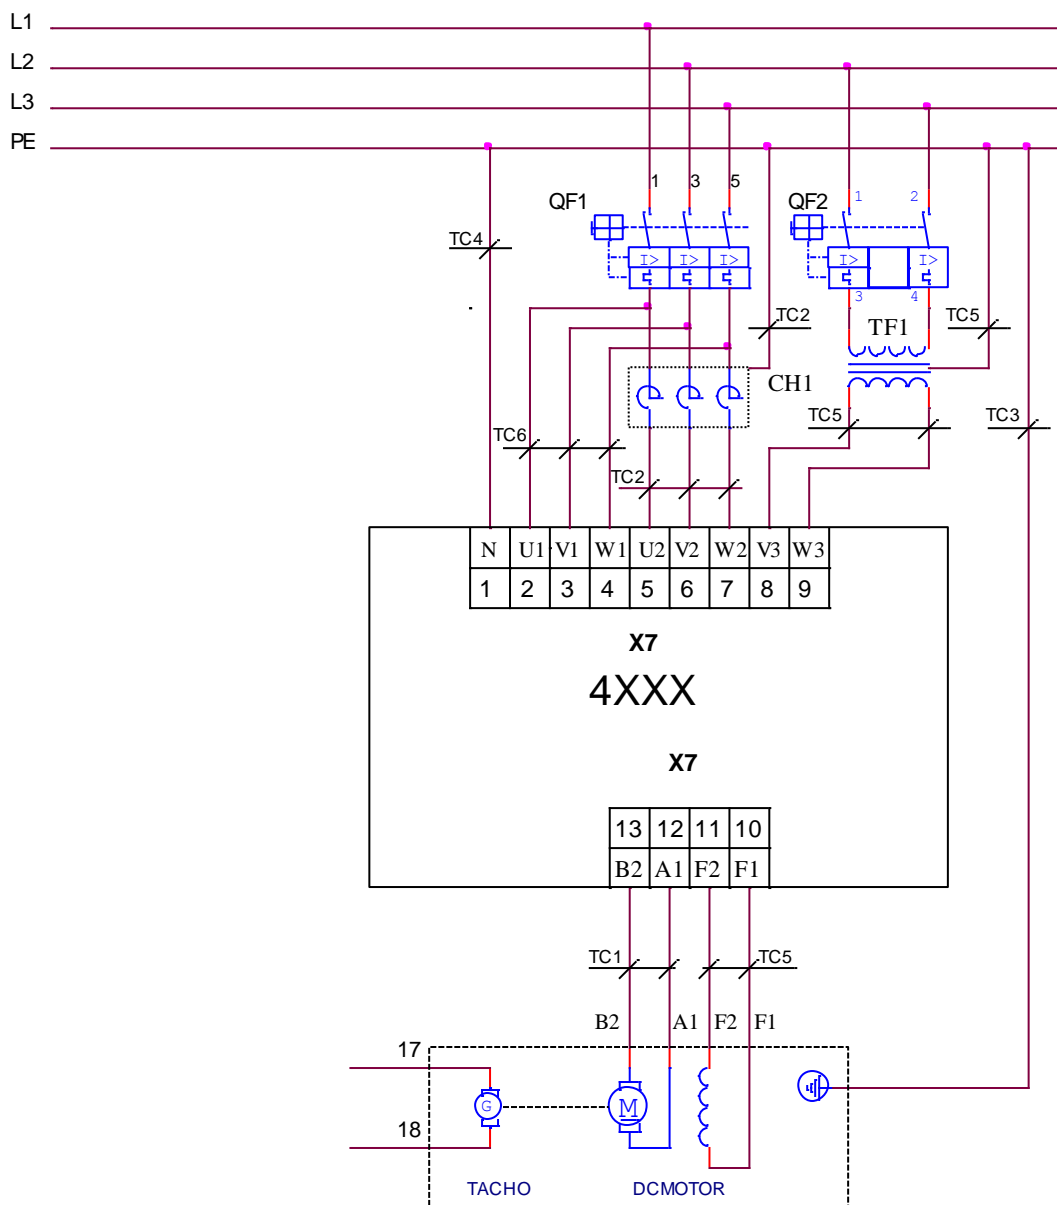 L1
L2
L3
PE
1 3 5
QF1
1 2
QF2
TC4
I> I> I>
I> I>
3 4
TC2
TF1
TC5
CH1
TC6
TC5
TC3
TC2
N U1 V1 W1 U2 V2 W2 V3 W3
1 2 3 4 5 6 7 8 9
X7
4XXX
X7
13 12 11 10
B2 A1 F2 F1
TC1
TC5
B2 A1 F2 F1
17
G
M
18
TACHO
DCMOTOR